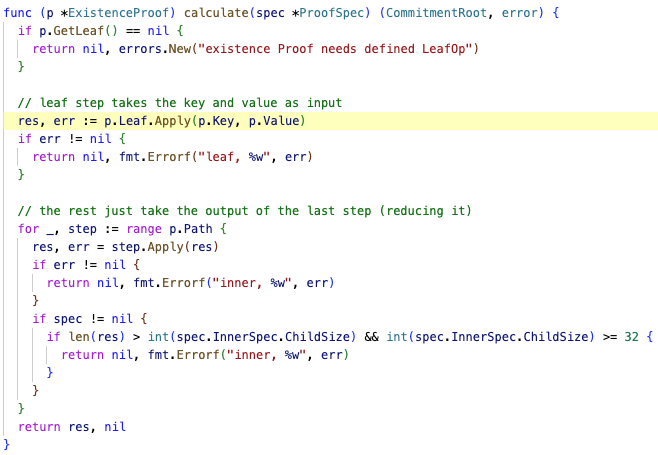 func (p *ExistenceProof) calculate(spec *ProofSpec) (CommitmentRoot, error) {
  if p.GetLeaf() == nil {
    return nil, errors.New("existence Proof needs defined LeafOp")
  }

  // leaf step takes the key and value as input
  res, err := p.Leaf.Apply(p.Key, p.Value)
  if err != nil {
    return nil, fmt.Errorf("leaf, %w", err)
  }

  // the rest just take the output of the last step (reducing it)
  for _, step := range p.Path {
    res, err = step.Apply(res)
    if err != nil {
      return nil, fmt.Errorf("inner, %w", err)
    }
    if spec != nil {
      if len(res) > int(spec.InnerSpec.ChildSize) && int(spec.InnerSpec.ChildSize) >= 32 {
        return nil, fmt.Errorf("inner, %w", err)
      }
    }
  }
  return res, nil
}